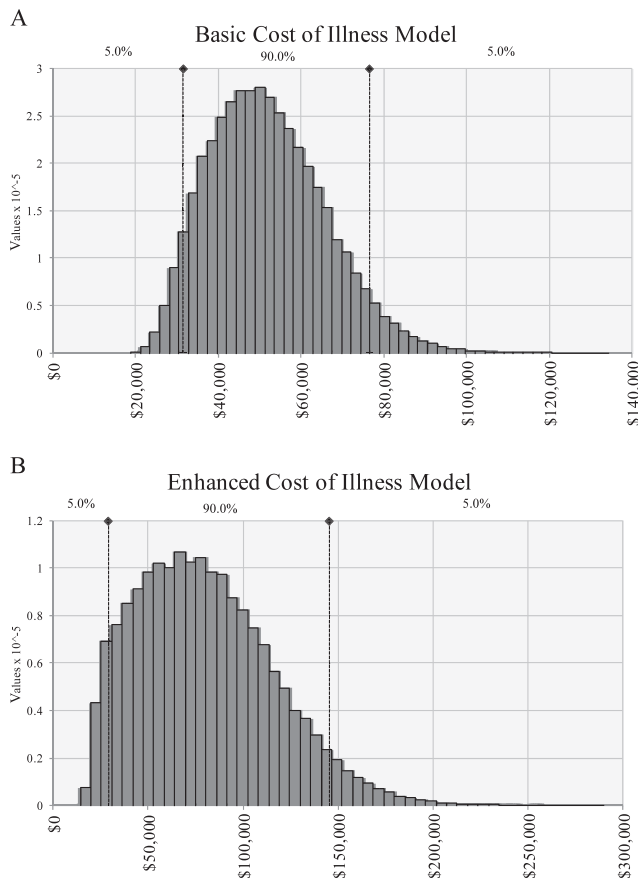 A
Basic Cost of Illness Model
5.0% 90.0% 5.0%
Values x 10^-5
3
2.5
2
1.5
1
0.5
0
$0 $20,000 $40,000 $60,000 $80,000 $100,000 $120,000 $140,000
B
Enhanced Cost of Illness Model
5.0% 90.0% 5.0%
Values x 10^-5
1.2
1
0.8
0.6
0.4
0.2
0
$0 $50,000 $100,000 $150,000 $200,000 $250,000 $300,000